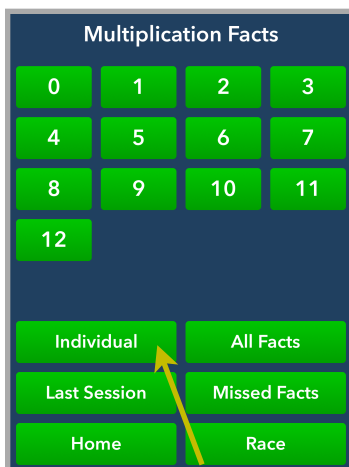 Multiplication Facts
0 1 2 3
4 5 6 7
8 9 10 11
12
Individual All Facts
Last Session Missed Facts
Home Race